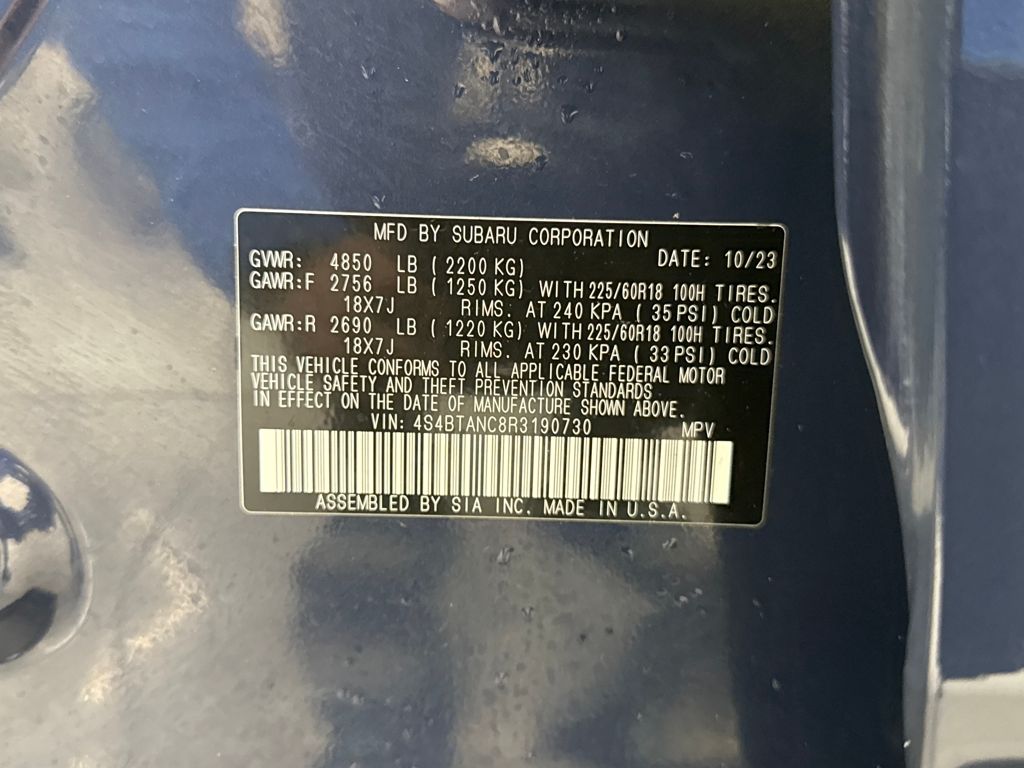 MFD BY SUBARU CORPORATION
GVWR: 4850 LB ( 2200 KG) DATE: 10/23
GAWR:F 2756 LB ( 1250 KG) WITH 225/60R18 100H TIRES.
18X7J RIMS. AT 240 KPA ( 35 PSI) COLD
GAWR:R 2690 LB ( 1220 KG) WITH 225/60R18 100H TIRES.
18X7J RIMS. AT 230 KPA ( 33 PSI) COLD
THIS VEHICLE CONFORMS TO ALL APPLICABLE FEDERAL MOTOR
VEHICLE SAFETY AND THEFT PREVENTION STANDARDS
IN EFFECT ON THE DATE OF MANUFACTURE SHOWN ABOVE.
VIN: 4S4BTANC8R3190730 MPV
ASSEMBLED BY SIA INC. MADE IN U.S.A.